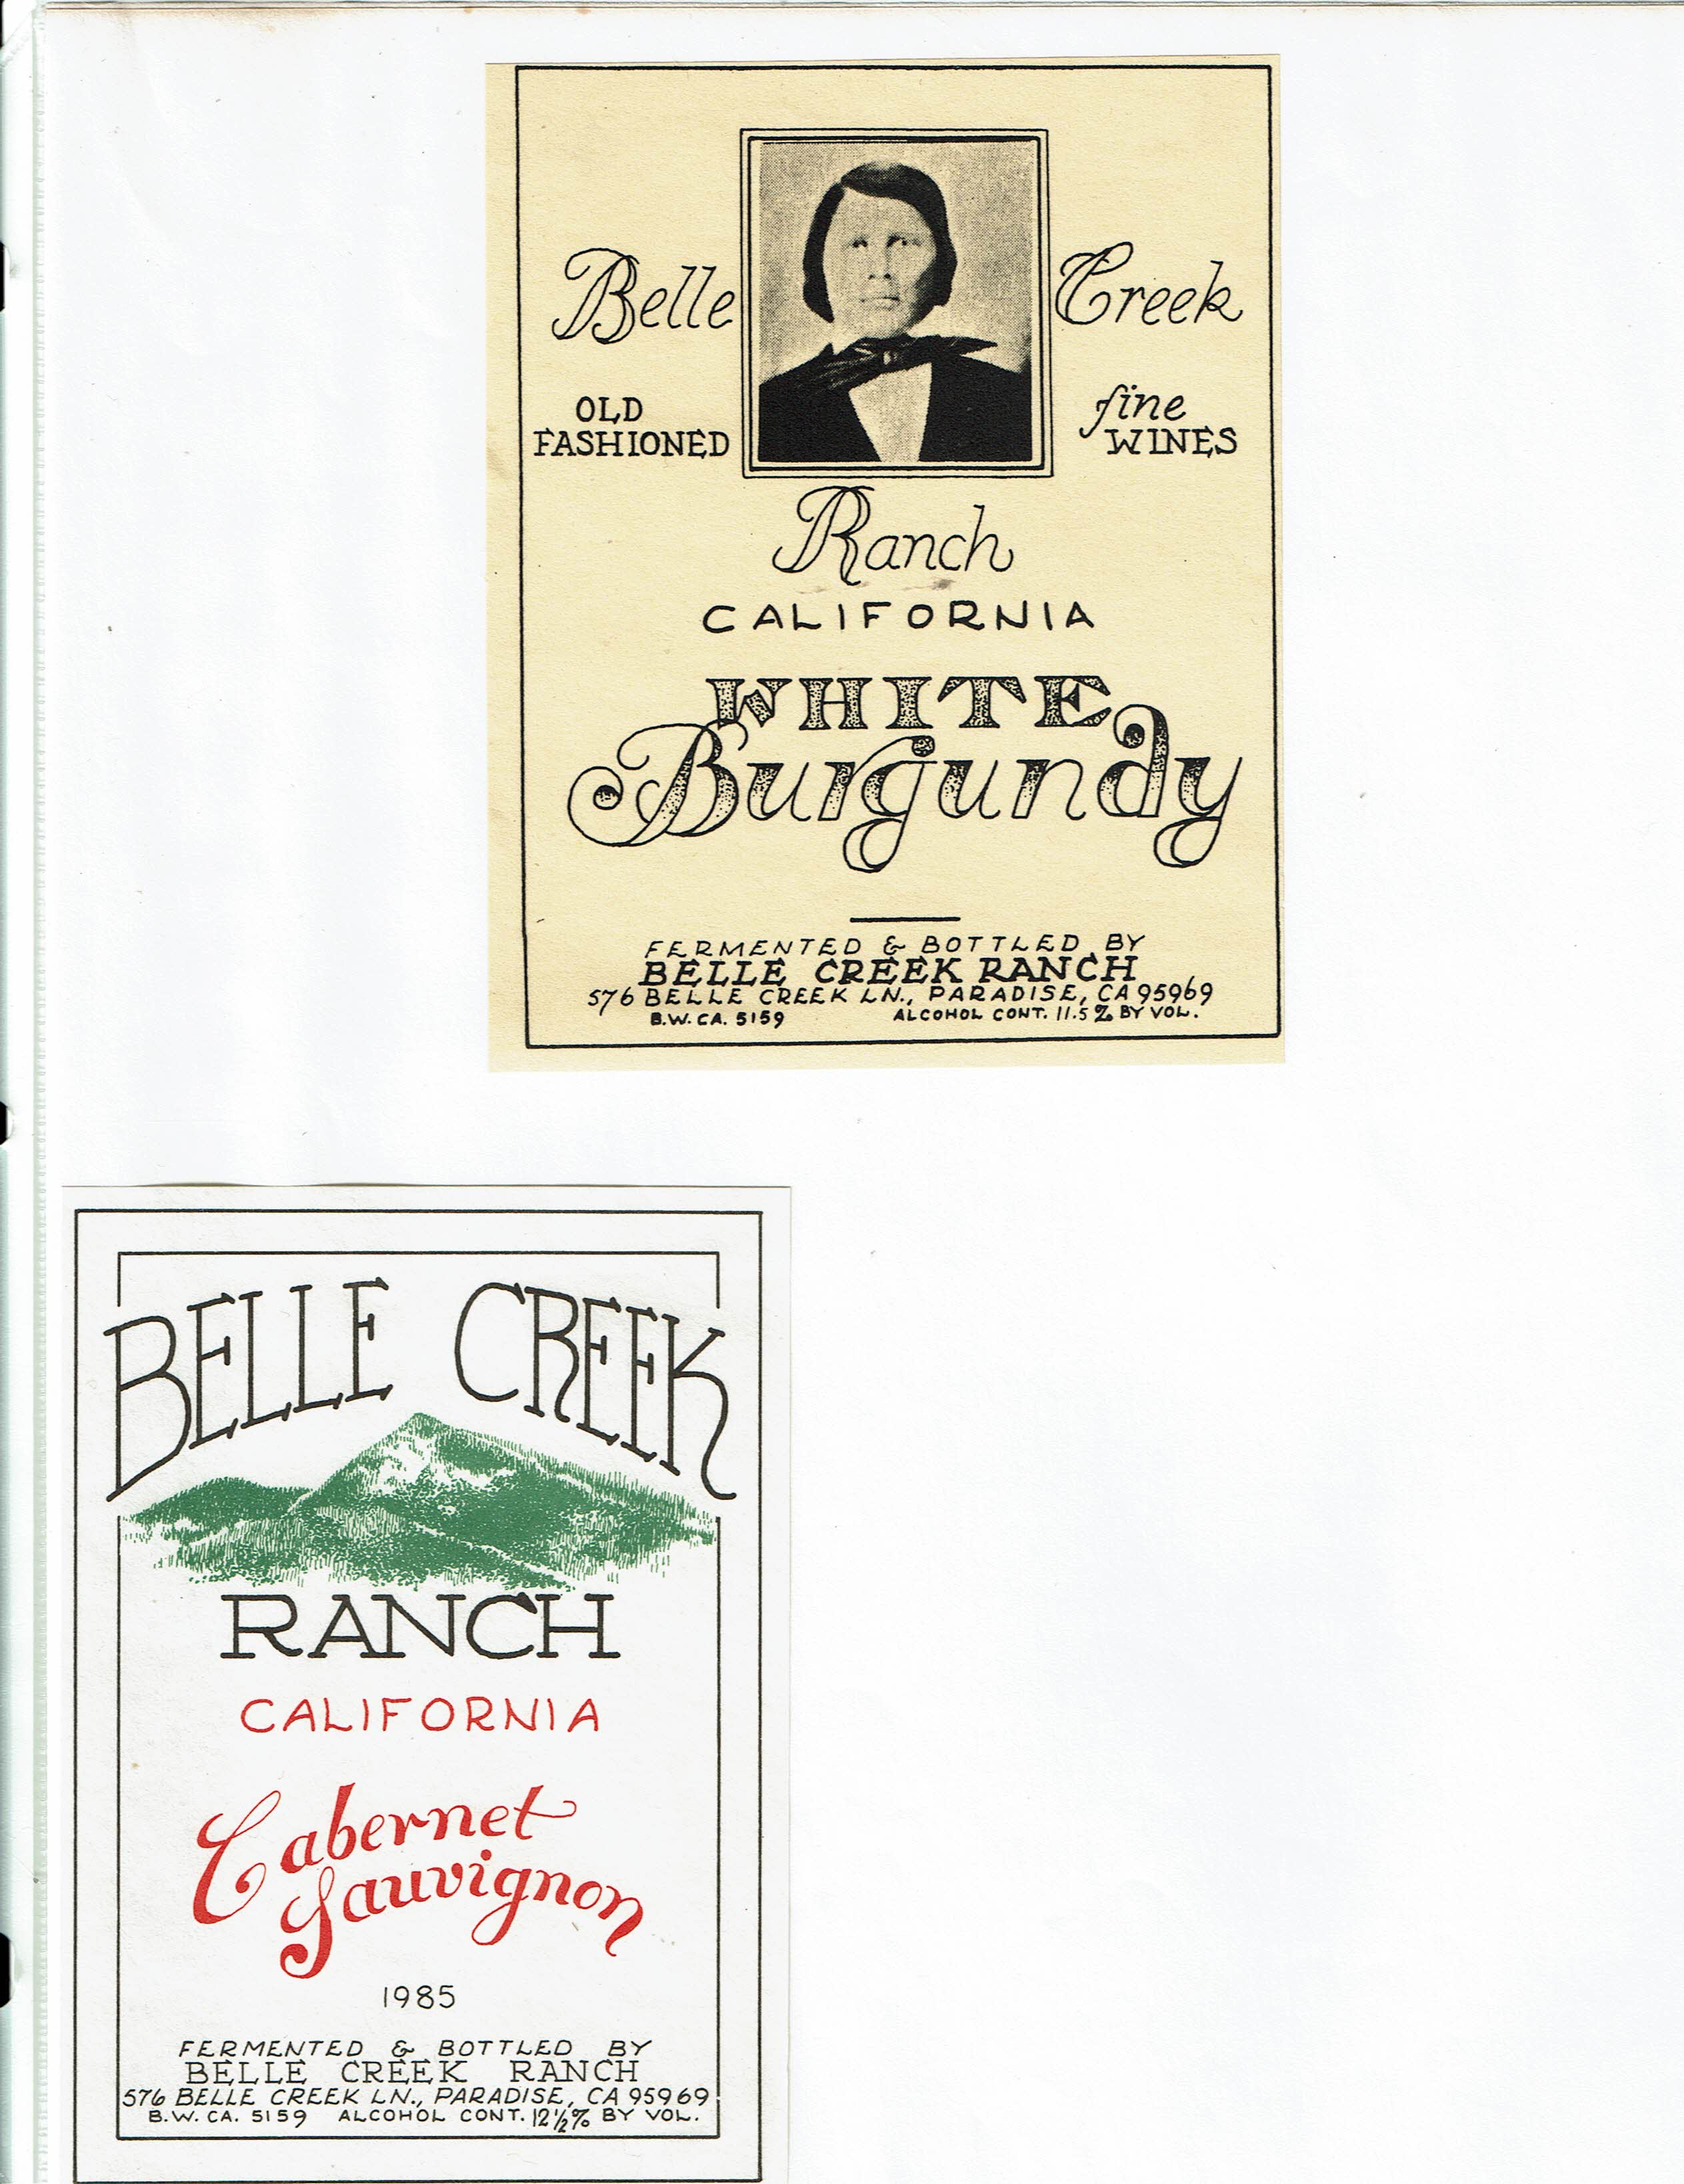 Belle Creek
OLD FASHIONED
fine WINES
Ranch
CALIFORNIA
WHITE
Burgundy
FERMENTED & BOTTLED BY
BELLE CREEK RANCH
576 BELLE CREEK LN., PARADISE, CA 95969
B.W. CA. 5159 ALCOHOL CONT. 11.5% BY VOL.
BELLE CREEK
RANCH
CALIFORNIA
Cabernet
Sauvignon
1985
FERMENTED & BOTTLED BY
BELLE CREEK RANCH
576 BELLE CREEK LN., PARADISE, CA 95969
B.W. CA. 5159 ALCOHOL CONT. 12½% BY VOL.